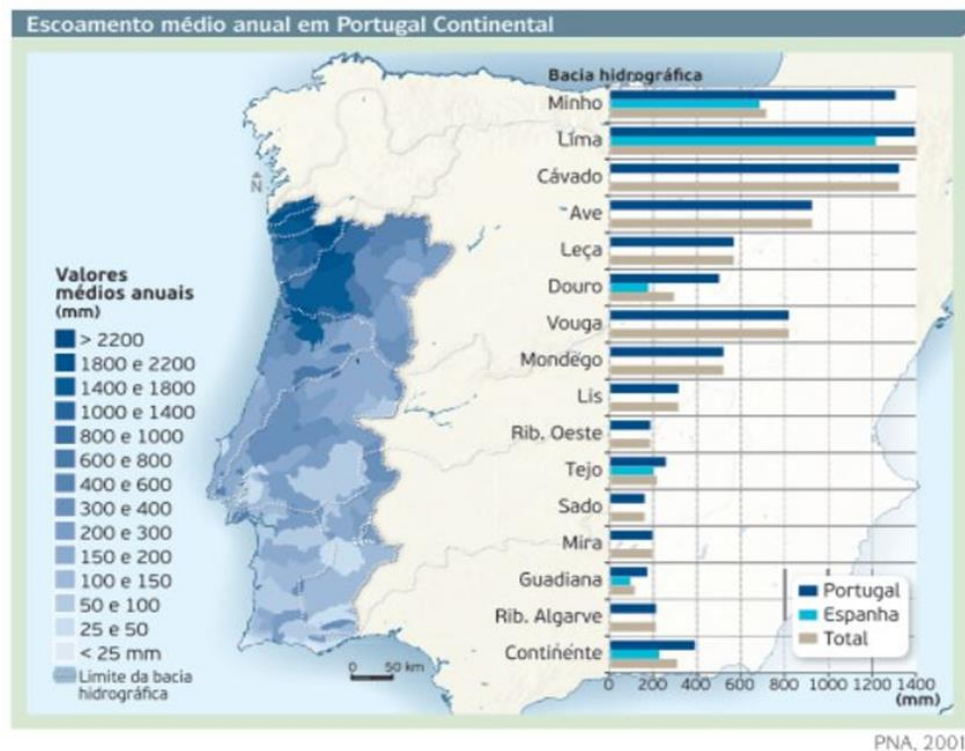 Escoamento médio anual em Portugal Continental
Bacia hidrográfica
Minho
Lima
Cávado
Ave
Leça
Douro
Vouga
Mondego
Lis
Rib. Oeste
Tejo
Sado
Mira
Guadiana
Rib. Algarve
Continente
0 200 400 600 800 1000 1200 1400
(mm)
Portugal
Espanha
Total
N
Valores
médios anuais
(mm)
> 2200
1800 e 2200
1400 e 1800
1000 e 1400
800 e 1000
600 e 800
400 e 600
300 e 400
200 e 300
150 e 200
100 e 150
50 e 100
25 e 50
< 25 mm
Limite da bacia
hidrográfica
0 50 km
PNA, 2001